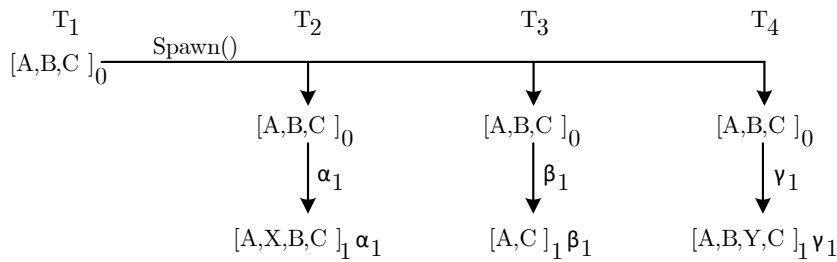 T1 T2 T3 T4
Spawn()
[A,B,C ]0
[A,B,C ]0 [A,B,C ]0 [A,B,C ]0
α1 β1 γ1
[A,X,B,C ]1 α1 [A,C ]1 β1 [A,B,Y,C ]1 γ1